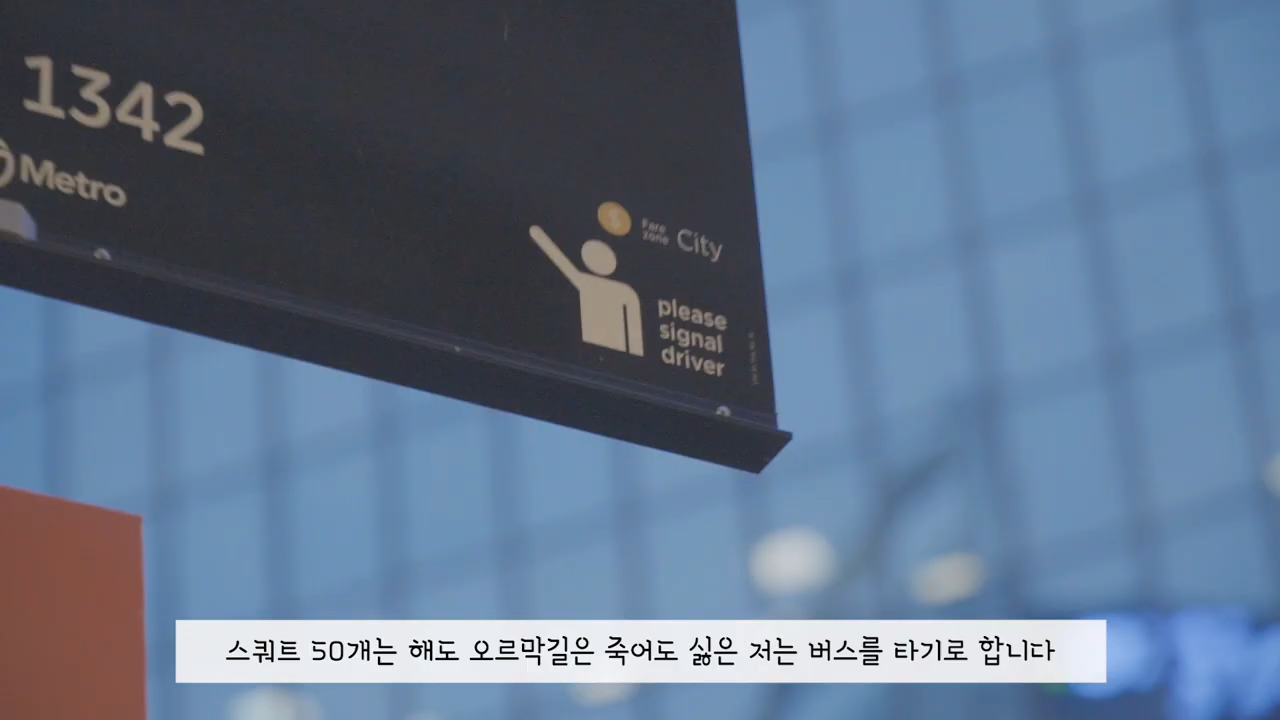 1342
Metro
Fare
zone
City
please
signal
driver
스쿼트 50개는 해도 오르막길은 죽어도 싫은 저는 버스를 타기로 합니다